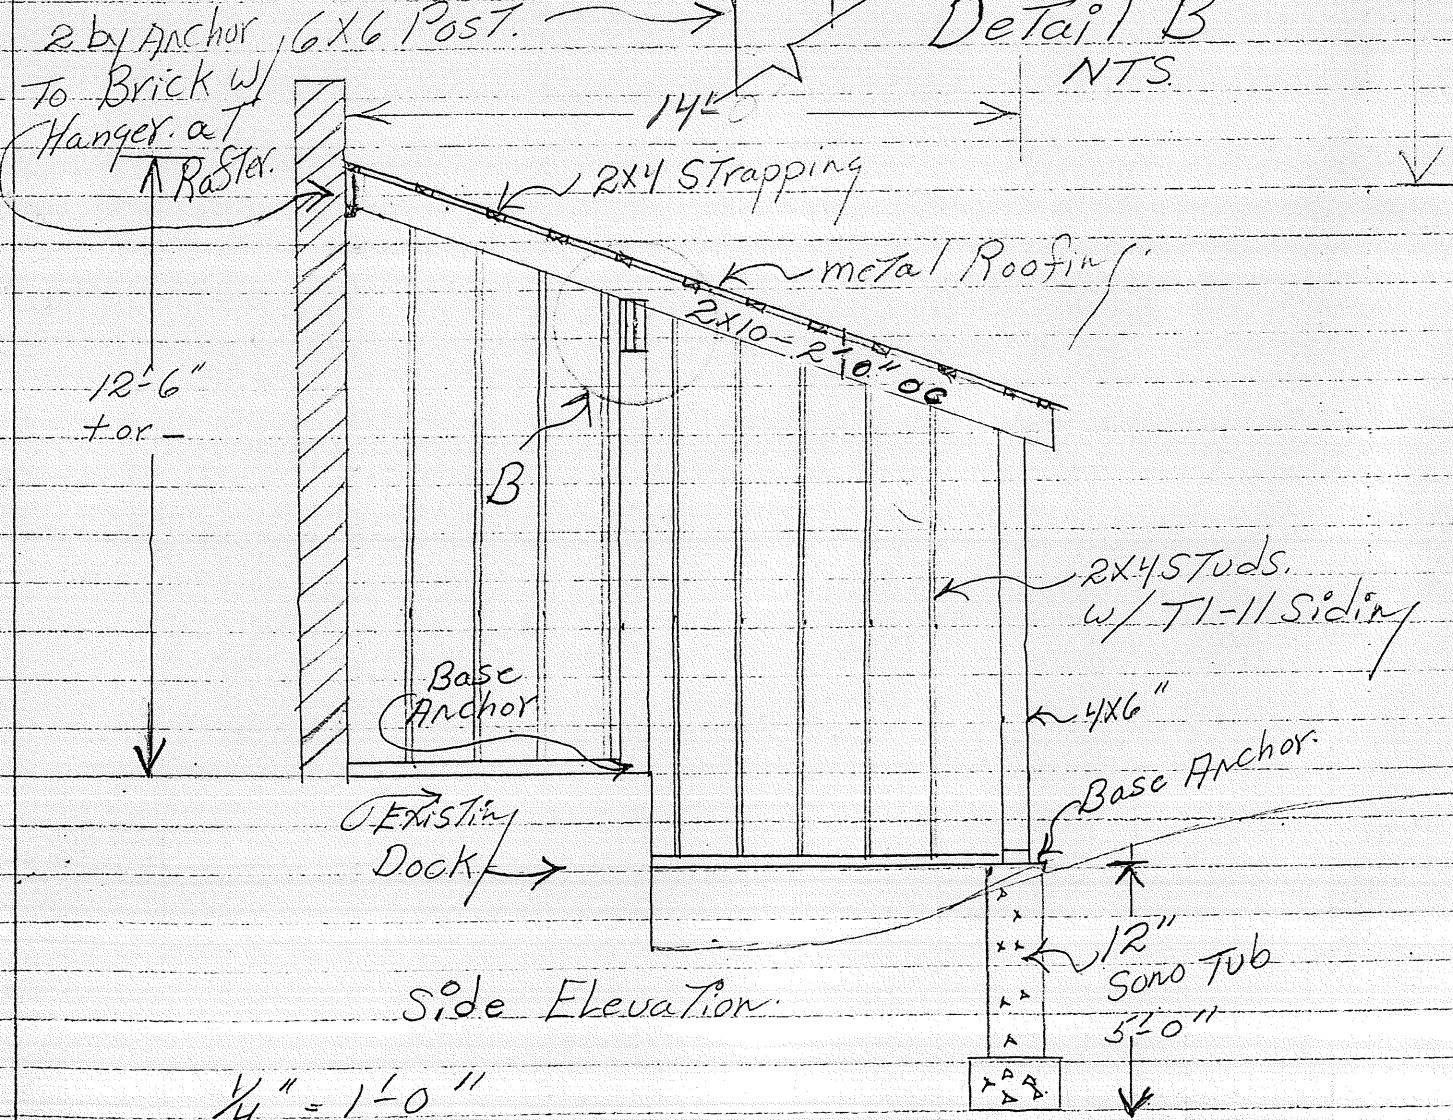 2 by Anchor
To Brick w/
Hanger. aT
Rafter.
6X6 Post.
DeTail B
NTS.
14'-0
2X4 STrapping
meTal Roofing
2X10- 2'-0" OC
12'-6"
+ or -
B
2X4 STuds.
w/ T1-11 Siding
Base
Anchor
4X6"
Base Anchor.
Existing
Dock
12"
Sono Tub
5'-0"
Side ElevaTion.
1/4" = 1'-0"